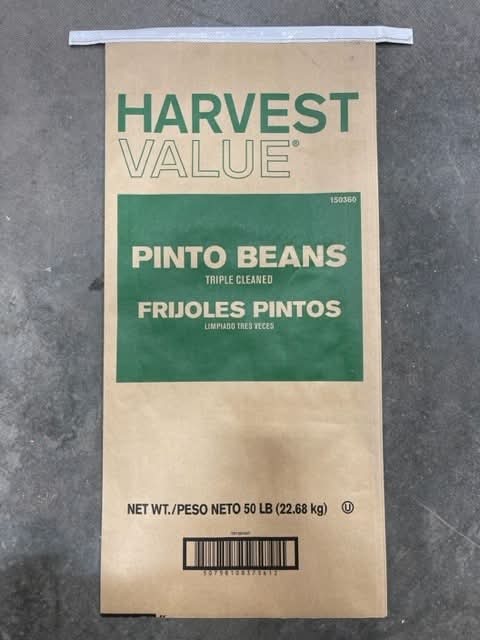 HARVEST
VALUE®
150360
PINTO BEANS
TRIPLE CLEANED
FRIJOLES PINTOS
LIMPIADO TRES VECES
NET WT./PESO NETO 50 LB (22.68 kg) U